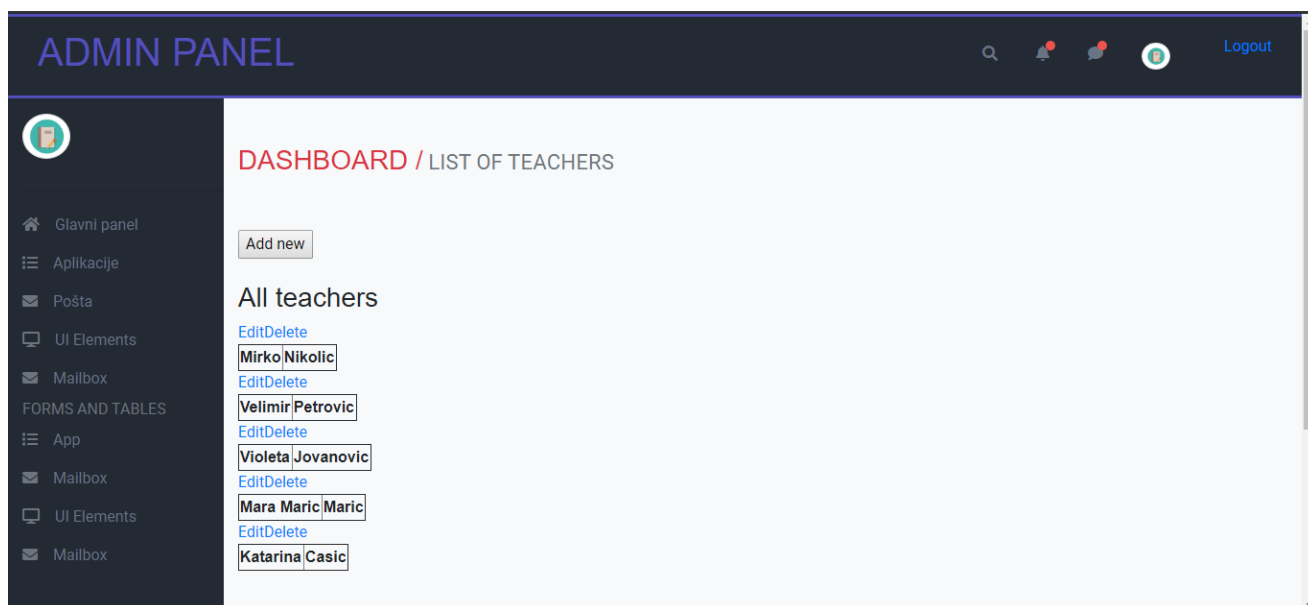 ADMIN PANEL
Logout
Glavni panel
Aplikacije
Pošta
UI Elements
Mailbox
FORMS AND TABLES
App
Mailbox
UI Elements
Mailbox
DASHBOARD / LIST OF TEACHERS
Add new
All teachers
EditDelete
Mirko Nikolic
EditDelete
Velimir Petrovic
EditDelete
Violeta Jovanovic
EditDelete
Mara Maric Maric
EditDelete
Katarina Casic